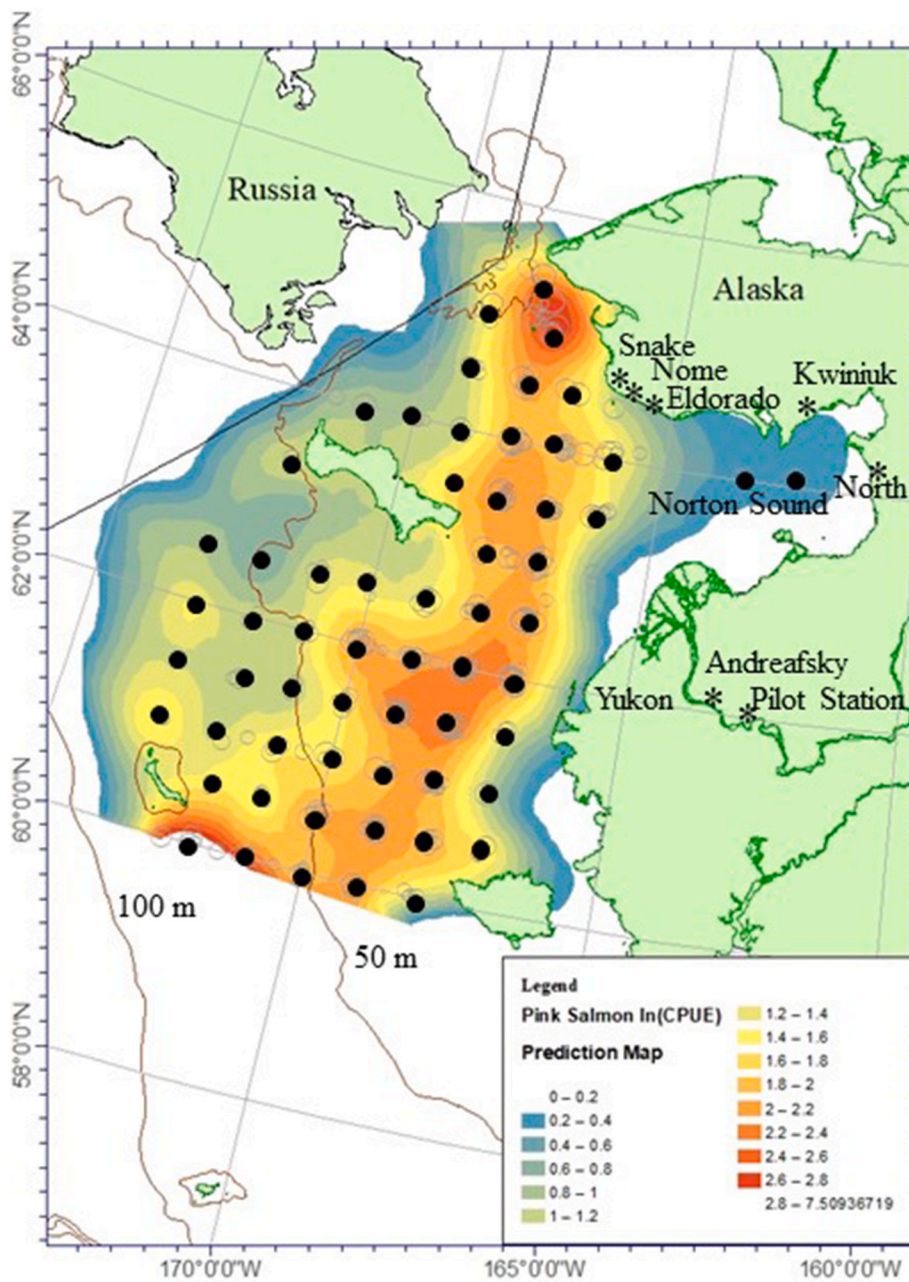 66°0'0"N
64°0'0"N
62°0'0"N
60°0'0"N
58°0'0"N
Russia
Alaska
Snake
Nome
Kwiniuk
Eldorado
Norton Sound
North
Andreafsky
Yukon
Pilot Station
100 m
50 m
Legend
Pink Salmon ln(CPUE)
Prediction Map
0 – 0.2
0.2 – 0.4
0.4 – 0.6
0.6 – 0.8
0.8 – 1
1 – 1.2
1.2 – 1.4
1.4 – 1.6
1.6 – 1.8
1.8 – 2
2 – 2.2
2.2 – 2.4
2.4 – 2.6
2.6 – 2.8
2.8 – 7.50936719
170°0'0"W
165°0'0"W
160°0'0"W